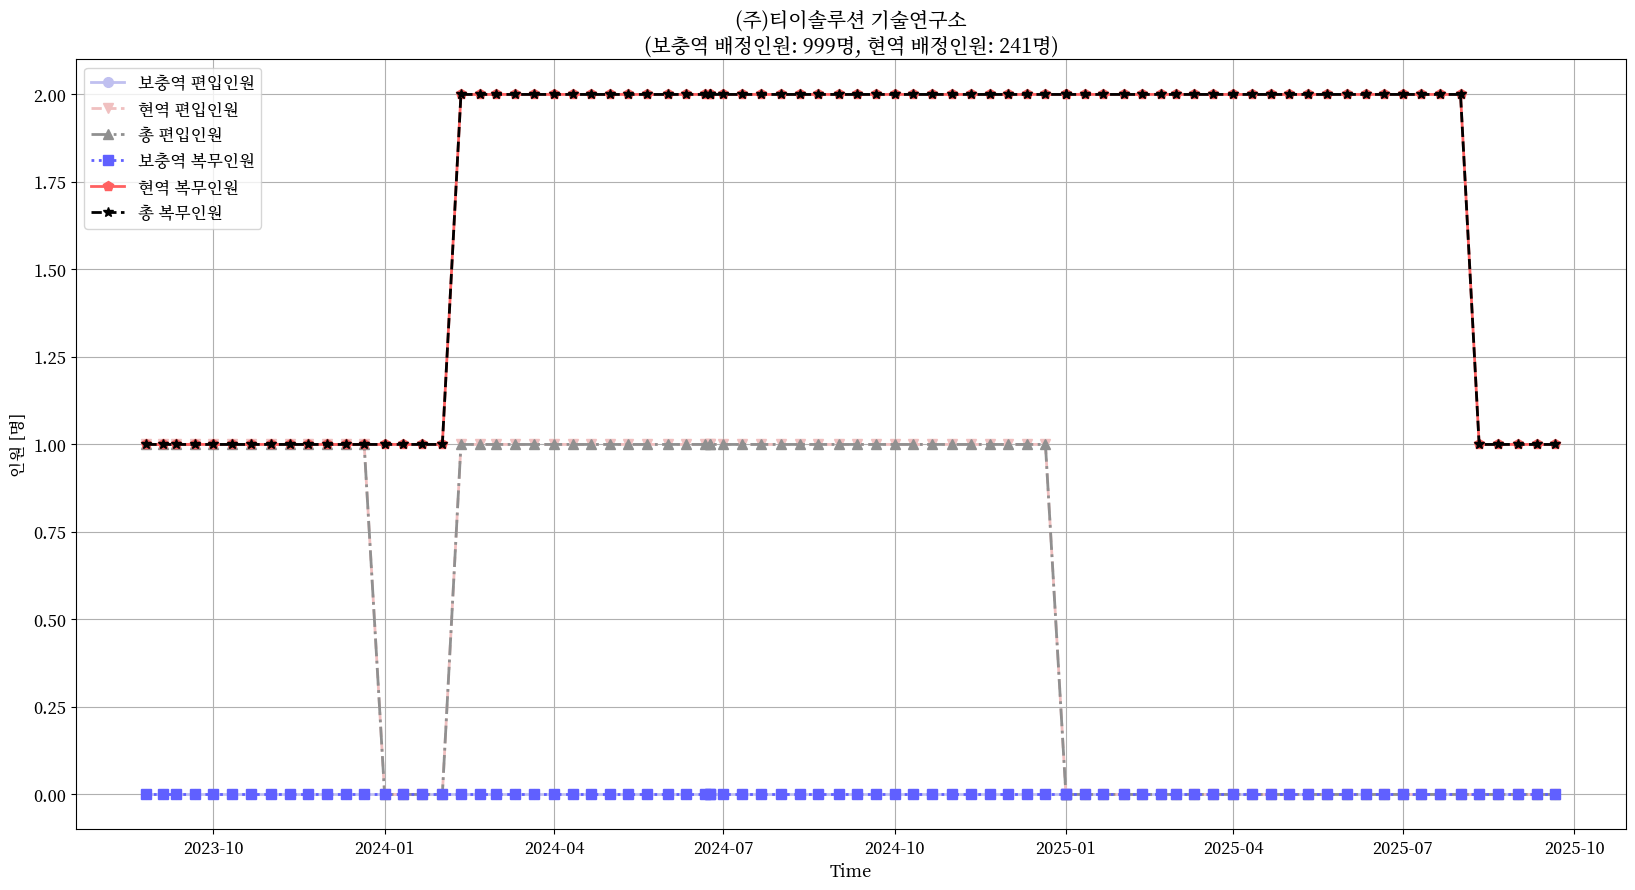 (주)티이솔루션 기술연구소
(보충역 배정인원: 999명, 현역 배정인원: 241명)
보충역 편입인원
현역 편입인원
총 편입인원
보충역 복무인원
현역 복무인원
총 복무인원
2.00
1.75
1.50
1.25
1.00
0.75
0.50
0.25
0.00
인원 [명]
2023-10
2024-01
2024-04
2024-07
2024-10
2025-01
2025-04
2025-07
2025-10
Time